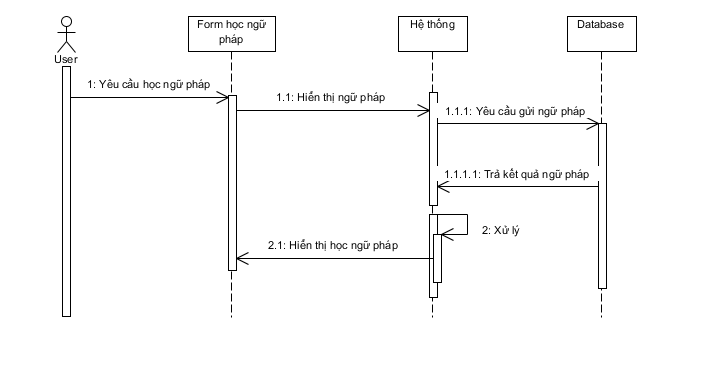 Form học ngữ
pháp
Hệ thống
Database
User
1: Yêu cầu học ngữ pháp
1.1: Hiển thị ngữ pháp
1.1.1: Yêu cầu gửi ngữ pháp
1.1.1.1: Trả kết quả ngữ pháp
2: Xử lý
2.1: Hiển thị học ngữ pháp